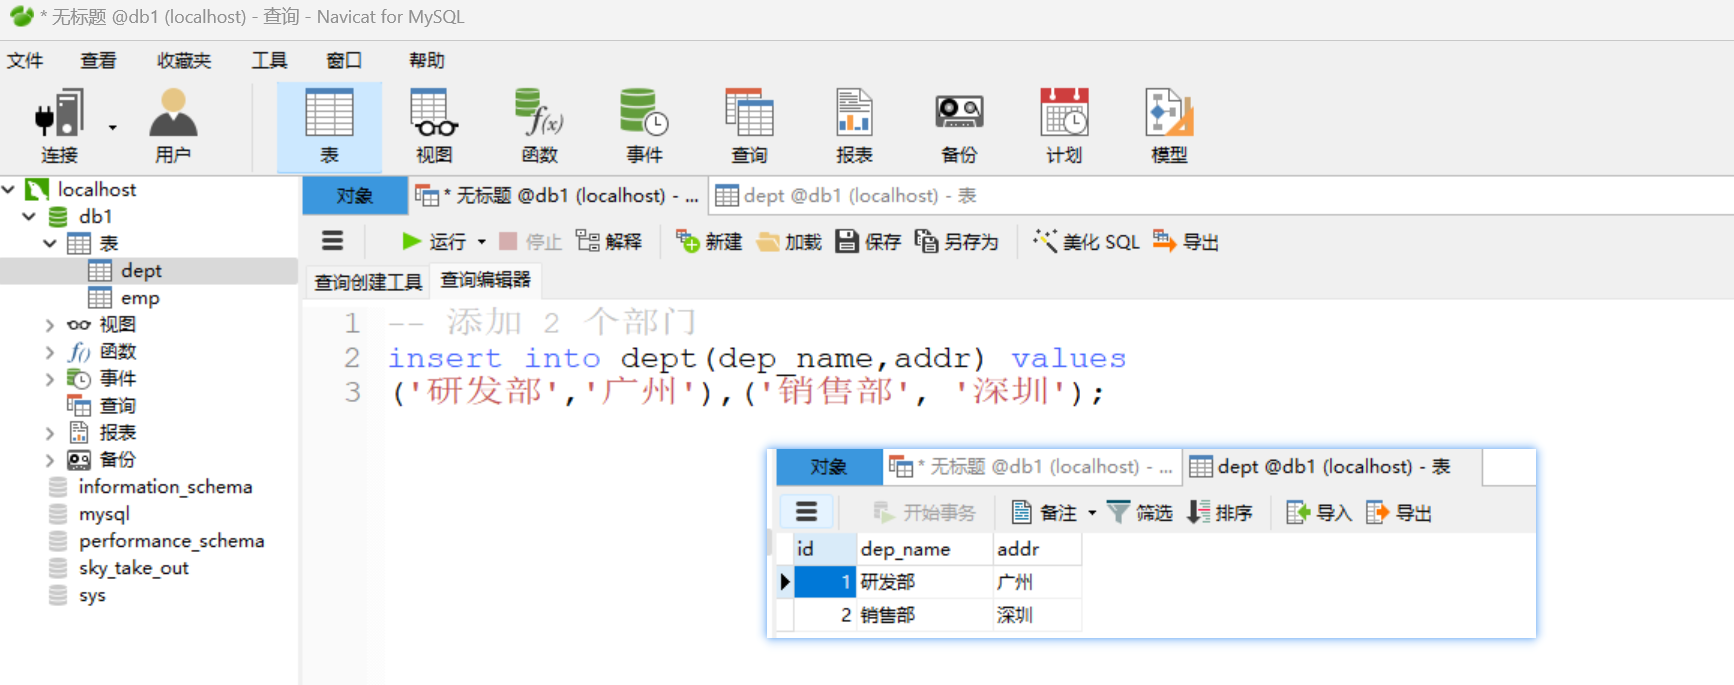 * 无标题 @db1 (localhost) - 查询 - Navicat for MySQL
文件 查看 收藏夹 工具 窗口 帮助
连接 用户 表 视图 函数 事件 查询 报表 备份 计划 模型
localhost
db1
表
dept
emp
视图
函数
事件
查询
报表
备份
information_schema
mysql
performance_schema
sky_take_out
sys
对象 * 无标题 @db1 (localhost) - ... dept @db1 (localhost) - 表
运行 停止 解释 新建 加载 保存 另存为 美化 SQL 导出
查询创建工具 查询编辑器
1 -- 添加 2 个部门
2 insert into dept(dep_name,addr) values
3 ('研发部','广州'),('销售部', '深圳');
对象 * 无标题 @db1 (localhost) - ... dept @db1 (localhost) - 表
开始事务 备注 筛选 排序 导入 导出
id dep_name addr
1 研发部 广州
2 销售部 深圳